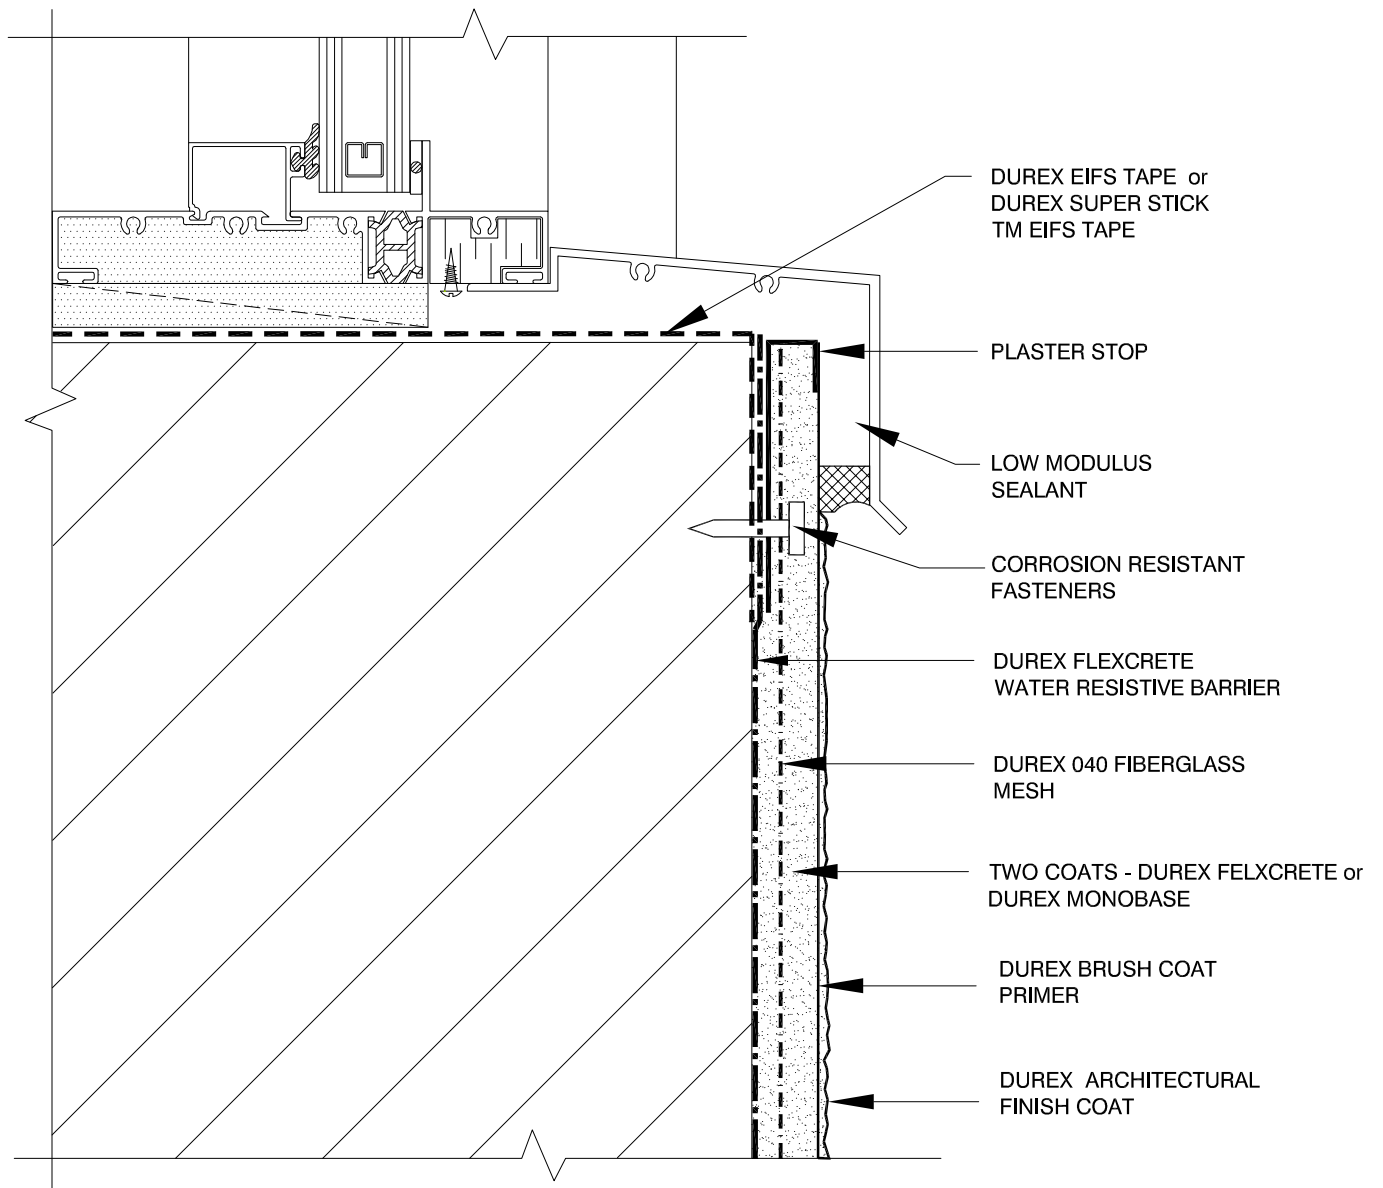 DUREX EIFS TAPE or
DUREX SUPER STICK
TM EIFS TAPE
PLASTER STOP
LOW MODULUS
SEALANT
CORROSION RESISTANT
FASTENERS
DUREX FLEXCRETE
WATER RESISTIVE BARRIER
DUREX 040 FIBERGLASS
MESH
TWO COATS - DUREX FELXCRETE or
DUREX MONOBASE
DUREX BRUSH COAT
PRIMER
DUREX ARCHITECTURAL
FINISH COAT